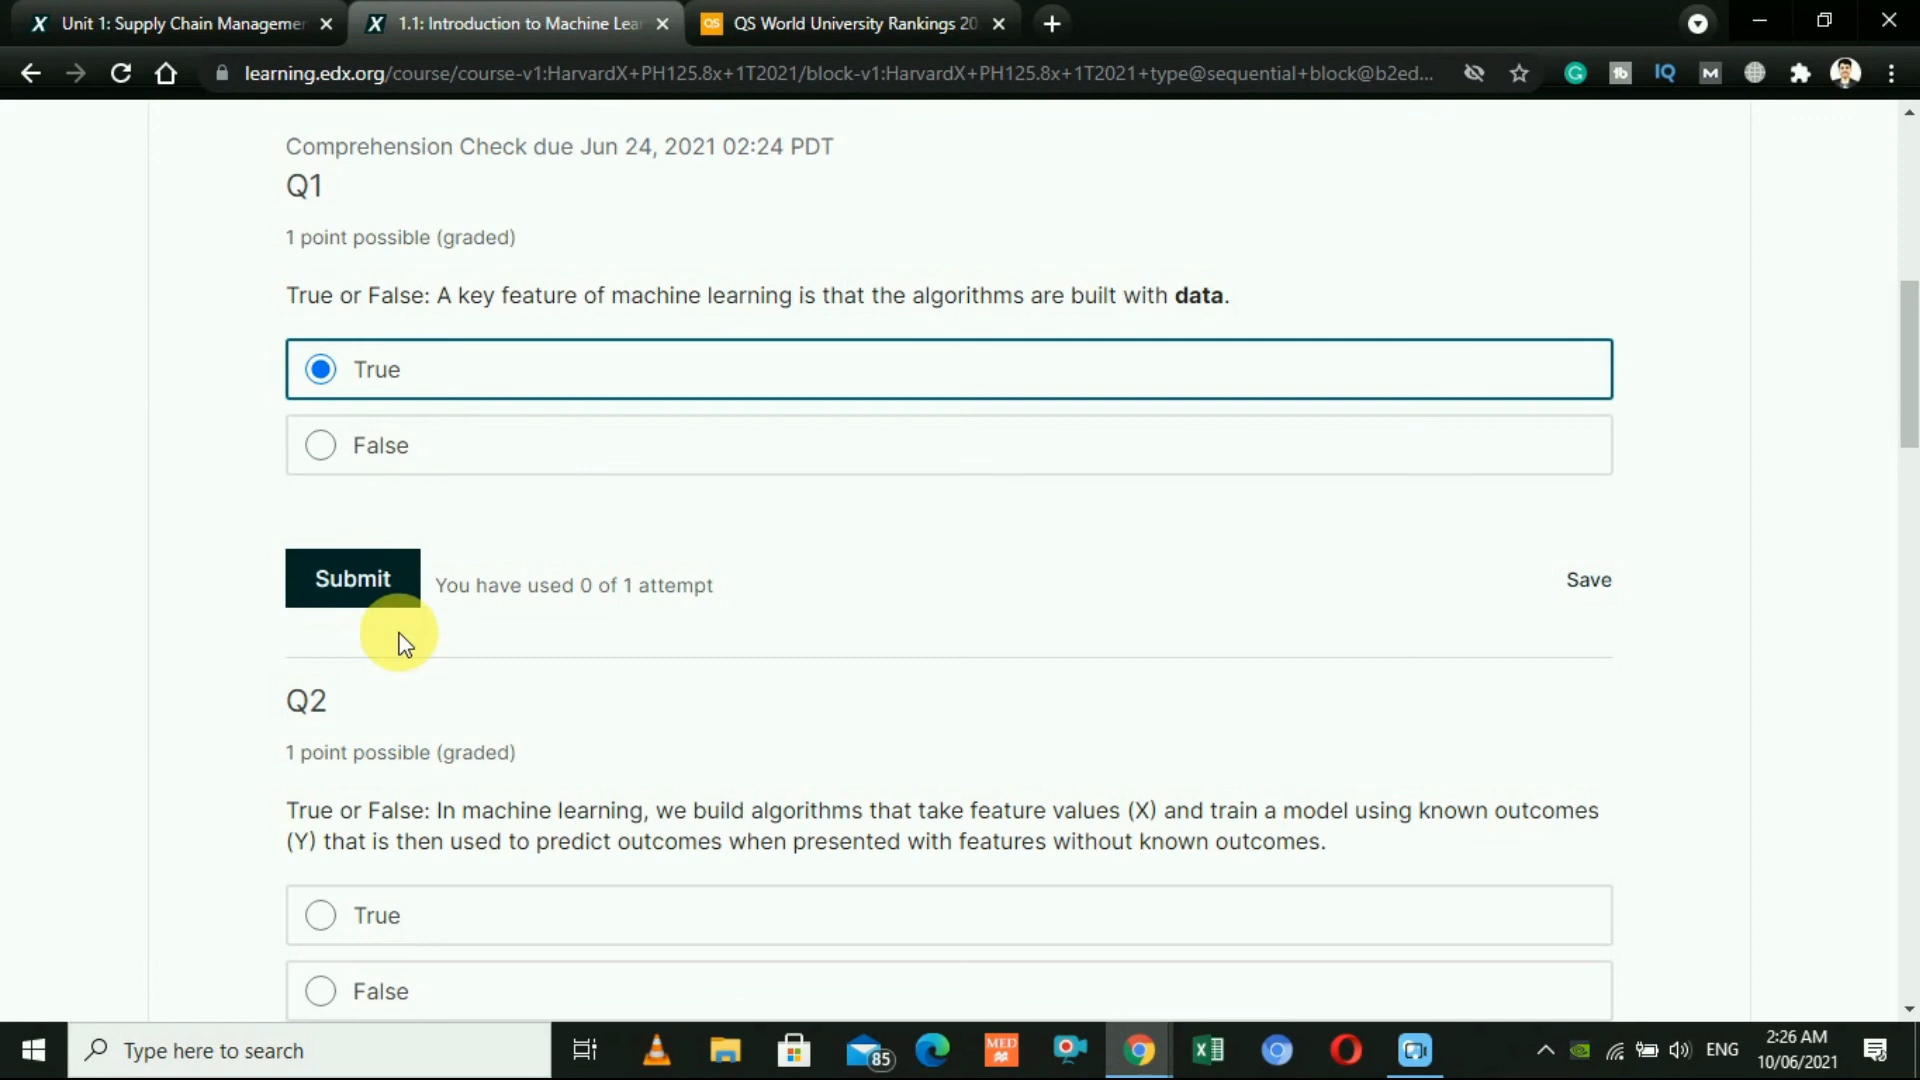 Unit 1: Supply Chain Managemer
1.1: Introduction to Machine Lea
QS World University Rankings 20
learning.edx.org/course/course-v1:HarvardX+PH125.8x+1T2021/block-v1:HarvardX+PH125.8x+1T2021+type@sequential+block@b2ed...
Comprehension Check due Jun 24, 2021 02:24 PDT
Q1
1 point possible (graded)
True or False: A key feature of machine learning is that the algorithms are built with data.
True
False
Submit
You have used 0 of 1 attempt
Save
Q2
1 point possible (graded)
True or False: In machine learning, we build algorithms that take feature values (X) and train a model using known outcomes
(Y) that is then used to predict outcomes when presented with features without known outcomes.
True
False
Type here to search
85
MED
ENG
2:26 AM
10/06/2021